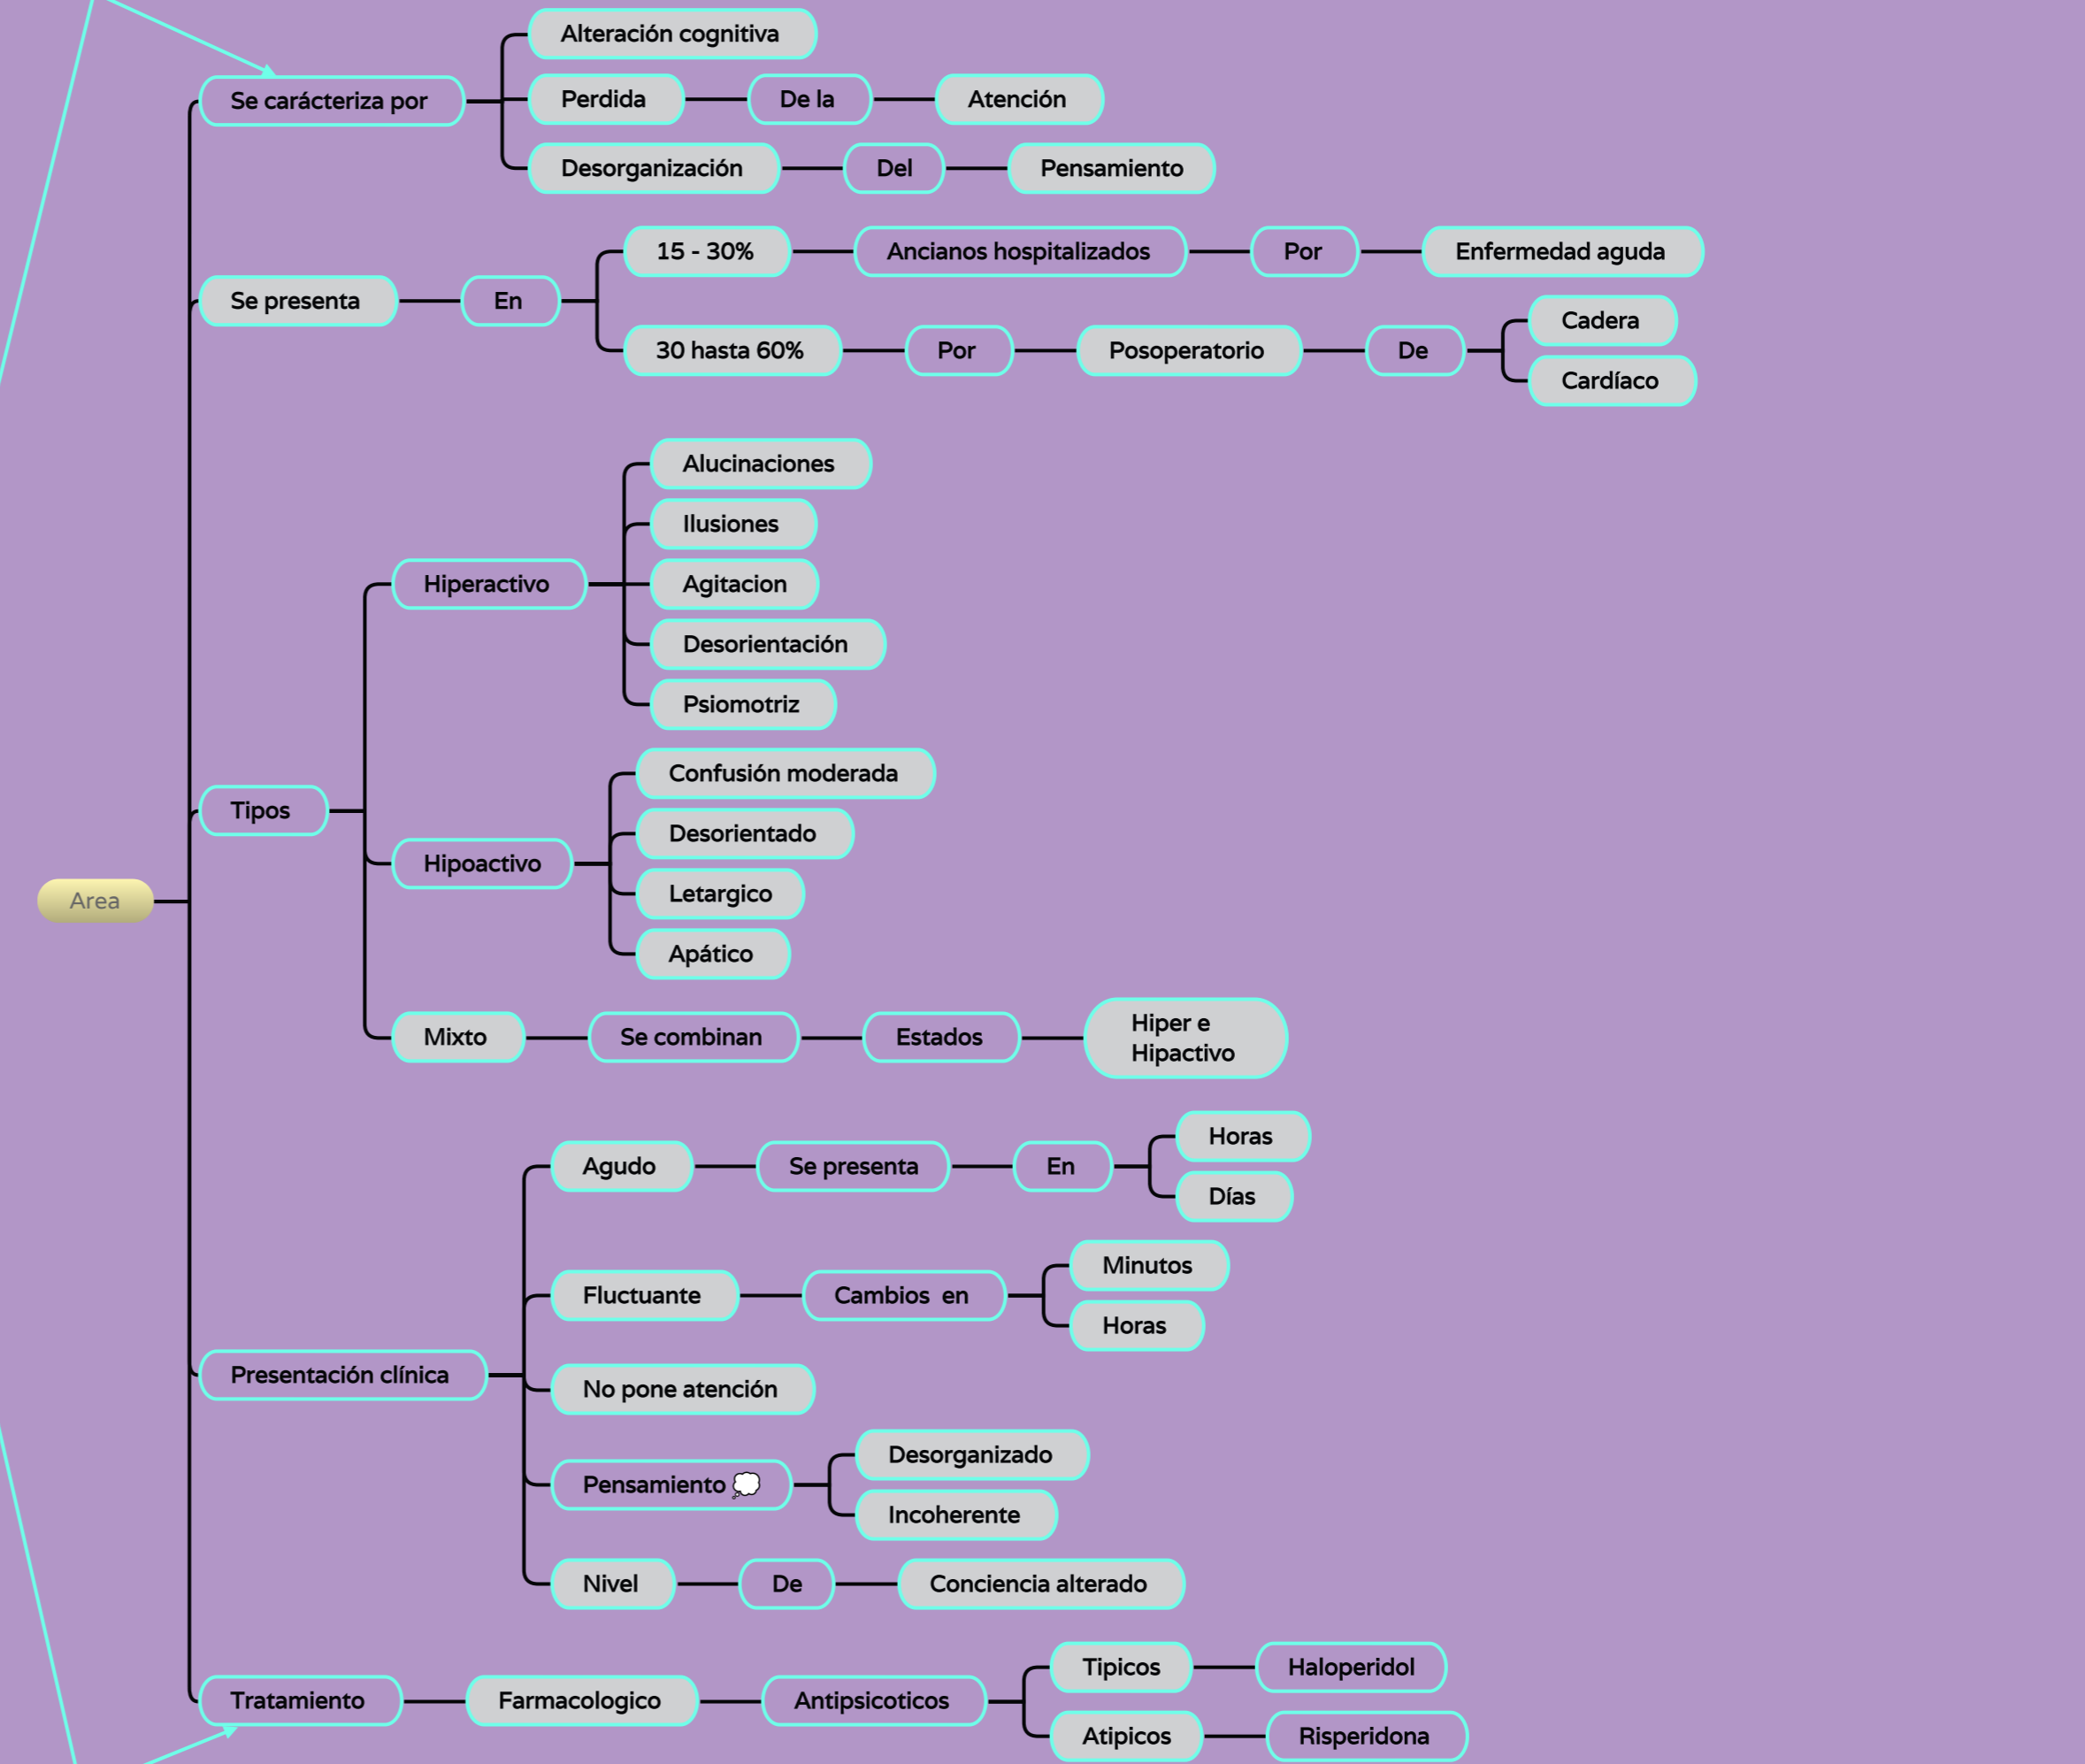 Alteración cognitiva
Se carácteriza por
Perdida
De la
Atención
Desorganización
Del
Pensamiento
Se presenta
En
15 - 30%
Ancianos hospitalizados
Por
Enfermedad aguda
30 hasta 60%
Por
Posoperatorio
De
Cadera
Cardíaco
Area
Tipos
Hiperactivo
Alucinaciones
Ilusiones
Agitacion
Desorientación
Psiomotriz
Hipoactivo
Confusión moderada
Desorientado
Letargico
Apático
Mixto
Se combinan
Estados
Hiper e
Hipactivo
Presentación clínica
Agudo
Se presenta
En
Horas
Días
Fluctuante
Cambios  en
Minutos
Horas
No pone atención
Pensamiento 💭
Desorganizado
Incoherente
Nivel
De
Conciencia alterado
Tratamiento
Farmacologico
Antipsicoticos
Tipicos
Haloperidol
Atipicos
Risperidona